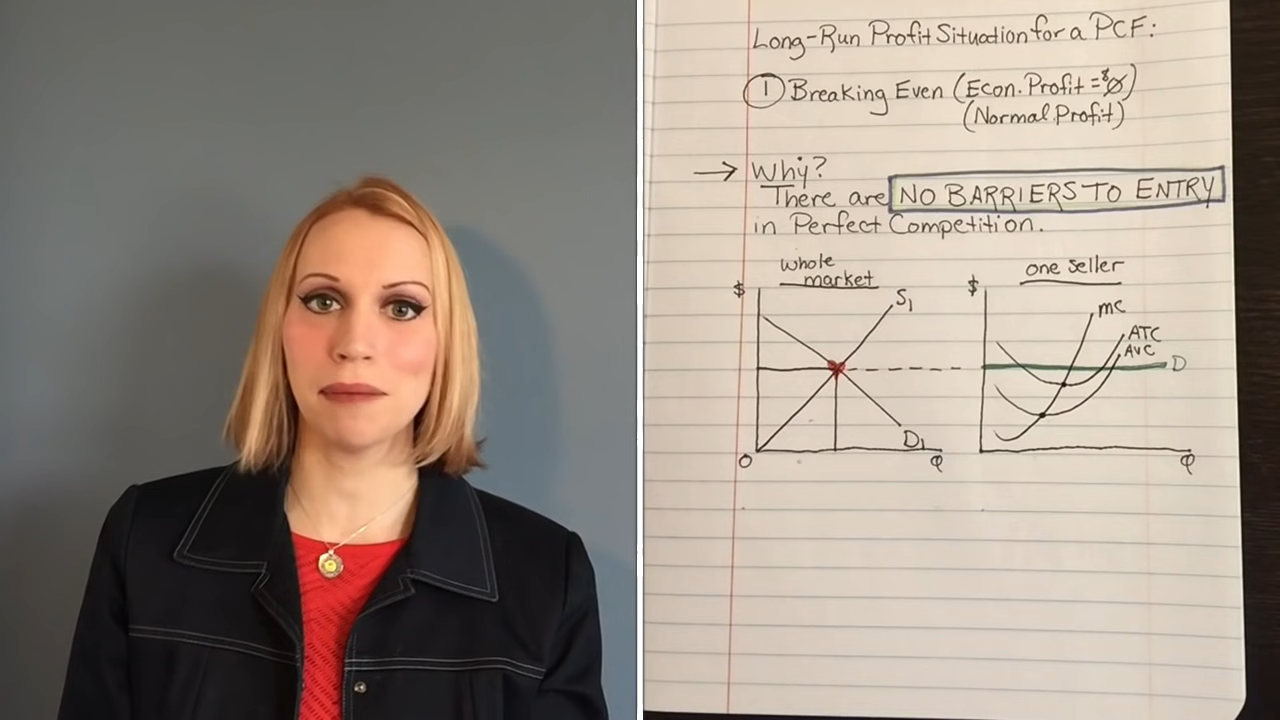 Long-Run Profit Situation for a PCF:
① Breaking Even (Econ. Profit = $0)
(Normal Profit)
→ Why?
There are NO BARRIERS TO ENTRY
in Perfect Competition.
whole
market
one seller
$
S1
$
MC
ATC
AVC
D
D1
O
Q
Q